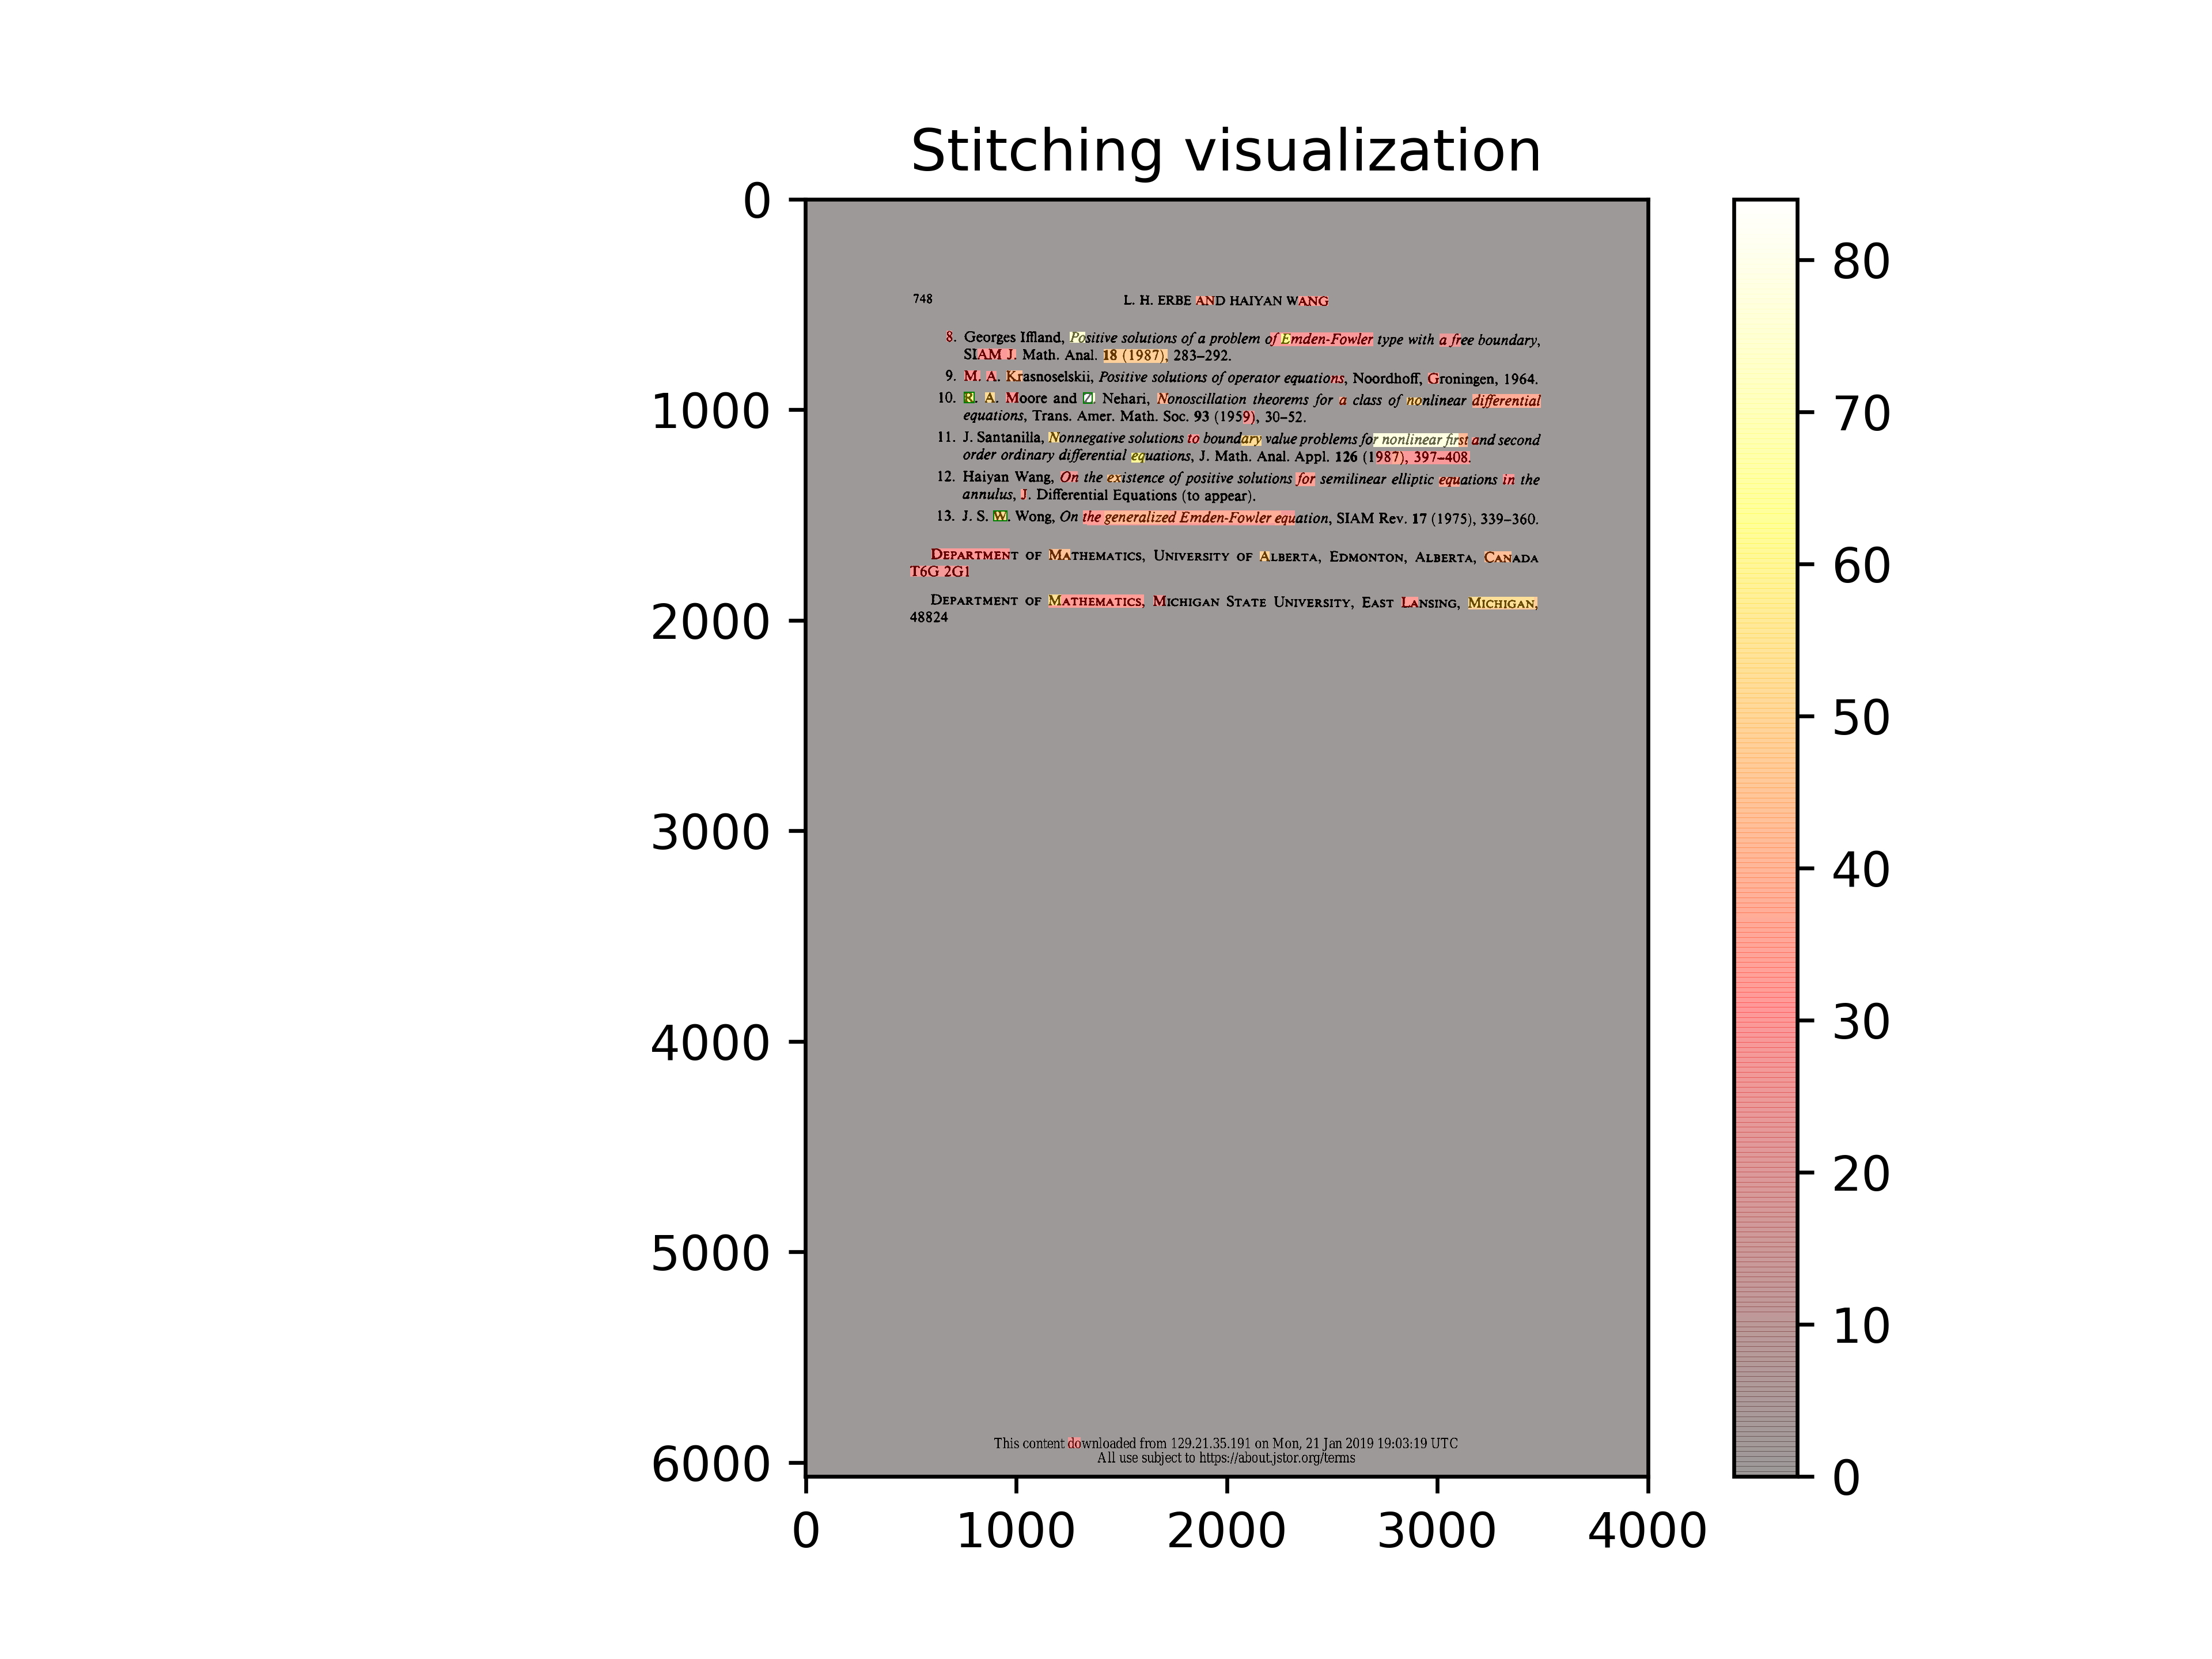 Stitching visualization
0
1000
2000
3000
4000
5000
6000
748
L. H. ERBE AND HAIYAN WANG
8. Georges Iffland, Positive solutions of a problem of Emden-Fowler type with a free boundary,
SIAM J. Math. Anal. 18 (1987), 283–292.
9. M. A. Krasnoselskii, Positive solutions of operator equations, Noordhoff, Groningen, 1964.
10. R. A. Moore and Z. Nehari, Nonoscillation theorems for a class of nonlinear differential
equations, Trans. Amer. Math. Soc. 93 (1959), 30–52.
11. J. Santanilla, Nonnegative solutions to boundary value problems for nonlinear first and second
order ordinary differential equations, J. Math. Anal. Appl. 126 (1987), 397–408.
12. Haiyan Wang, On the existence of positive solutions for semilinear elliptic equations in the
annulus, J. Differential Equations (to appear).
13. J. S. W. Wong, On the generalized Emden-Fowler equation, SIAM Rev. 17 (1975), 339–360.
DEPARTMENT OF MATHEMATICS, UNIVERSITY OF ALBERTA, EDMONTON, ALBERTA, CANADA
T6G 2G1
DEPARTMENT OF MATHEMATICS, MICHIGAN STATE UNIVERSITY, EAST LANSING, MICHIGAN,
48824
This content downloaded from 129.21.35.191 on Mon, 21 Jan 2019 19:03:19 UTC
All use subject to https://about.jstor.org/terms
0 1000 2000 3000 4000
80
70
60
50
40
30
20
10
0